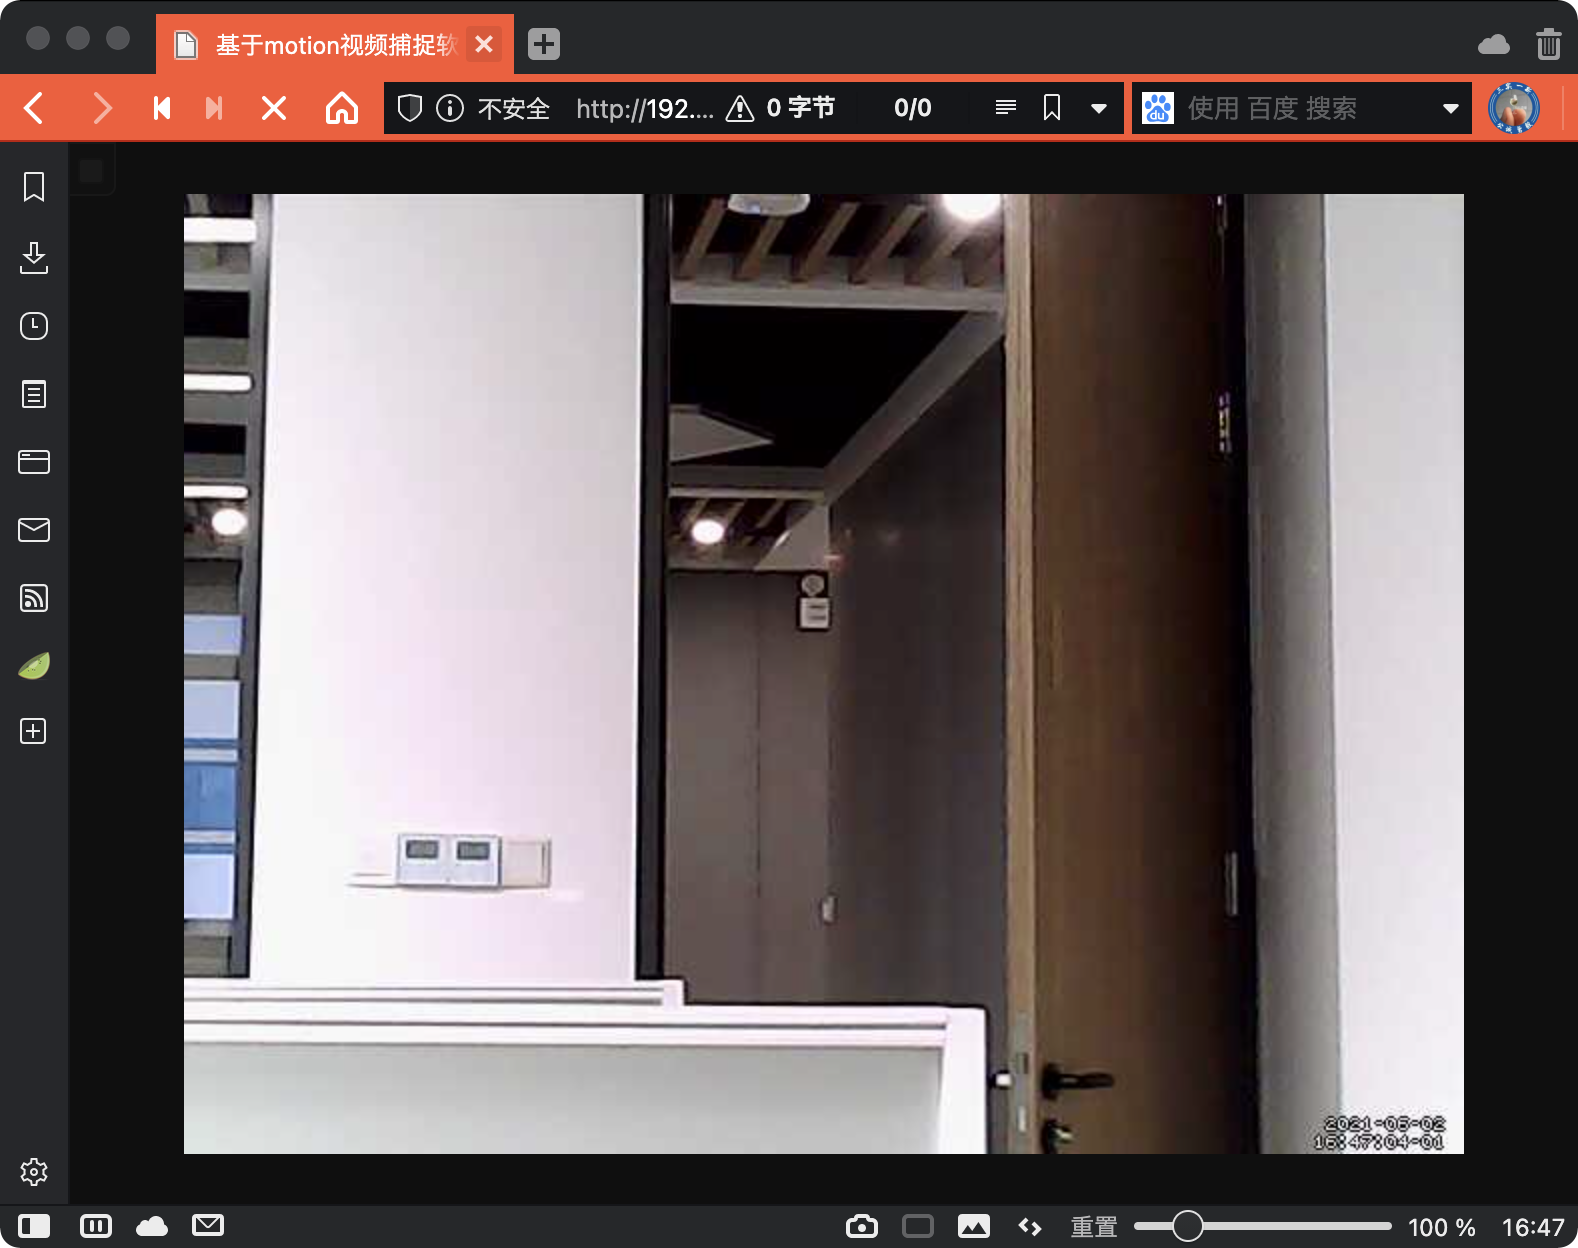 基于motion视频捕捉软
不安全 http://192.... 0 字节 0/0
使用 百度 搜索
2021-06-02
16:47:04-01
重置 100 % 16:47